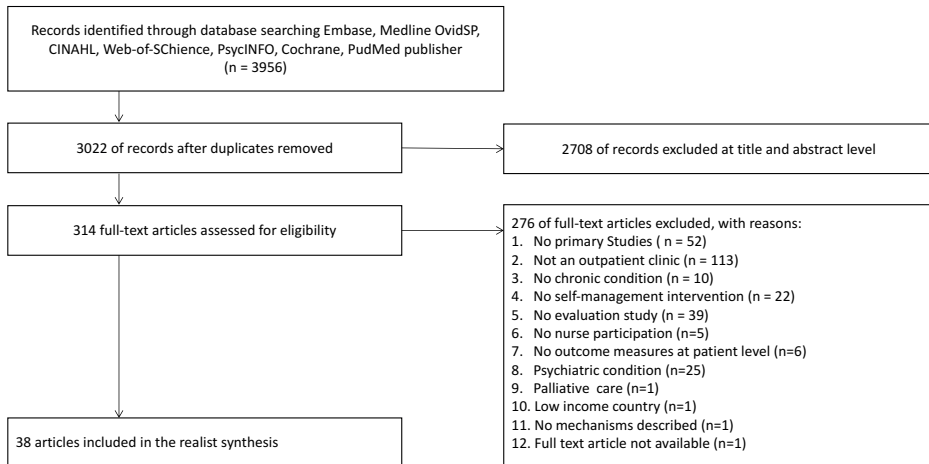 Records identified through database searching Embase, Medline OvidSP,
CINAHL, Web-of-SChience, PsycINFO, Cochrane, PudMed publisher
(n = 3956)
3022 of records after duplicates removed
2708 of records excluded at title and abstract level
314 full-text articles assessed for eligibility
276 of full-text articles excluded, with reasons:
1. No primary Studies ( n = 52)
2. Not an outpatient clinic (n = 113)
3. No chronic condition (n = 10)
4. No self-management intervention (n = 22)
5. No evaluation study (n = 39)
6. No nurse participation (n=5)
7. No outcome measures at patient level (n=6)
8. Psychiatric condition (n=25)
9. Palliative care (n=1)
10. Low income country (n=1)
11. No mechanisms described (n=1)
12. Full text article not available (n=1)
38 articles included in the realist synthesis